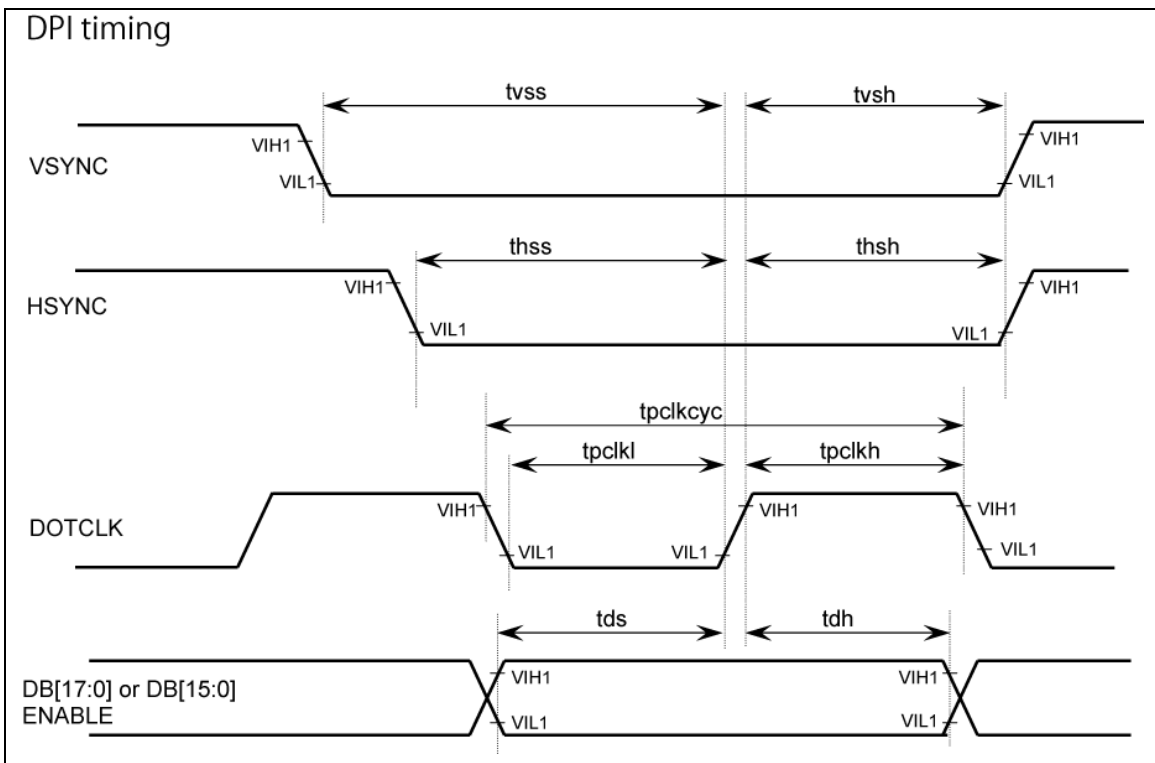 DPI timing
tvss
tvsh
VSYNC
VIH1
VIL1
VIH1
VIL1
thss
thsh
HSYNC
VIH1
VIL1
VIH1
VIL1
tpclkcyc
tpclkl
tpclkh
DOTCLK
VIH1
VIL1
VIL1
VIH1
VIH1
VIL1
tds
tdh
DB[17:0] or DB[15:0]
ENABLE
VIH1
VIL1
VIH1
VIL1